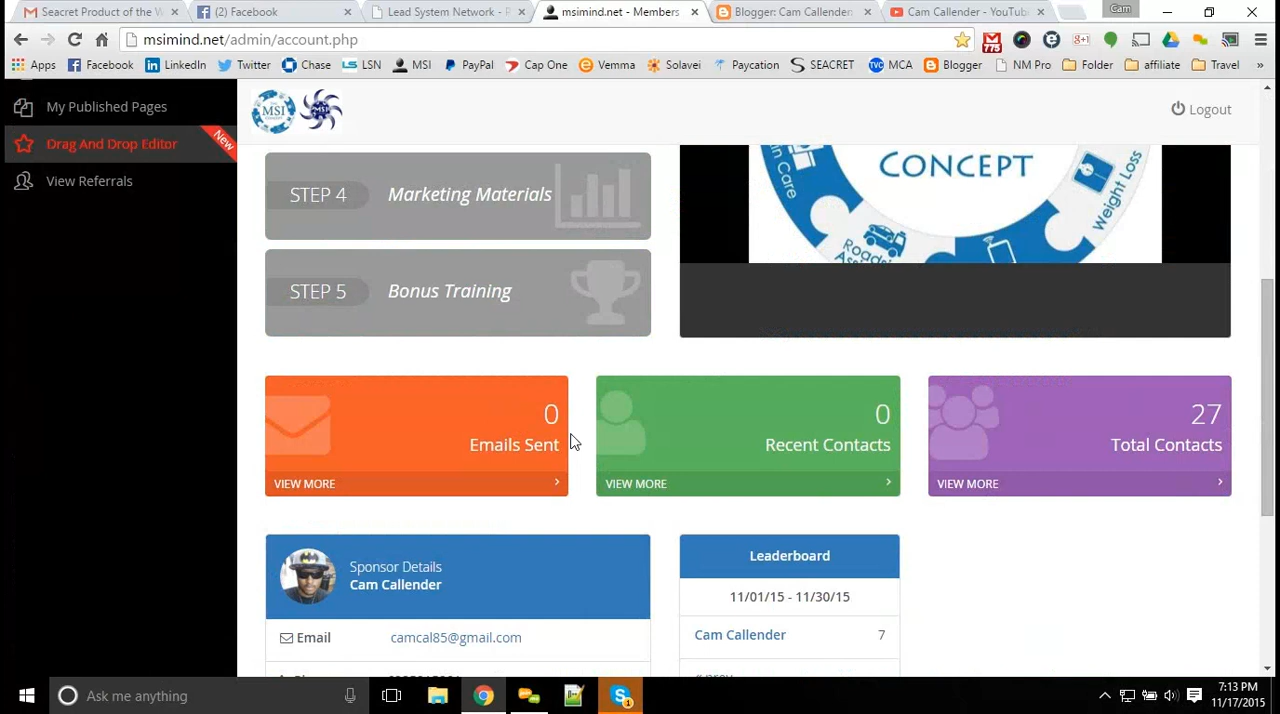 Seacret Product of the W
(2) Facebook
Lead System Network - P
msimind.net - Members
Blogger: Cam Callender
Cam Callender - YouTub
Cam
msimind.net/admin/account.php
775
Apps
Facebook
LinkedIn
Twitter
Chase
LSN
MSI
PayPal
Cap One
Vemma
Solavei
Paycation
SEACRET
TVC MCA
Blogger
NM Pro
Folder
affiliate
Travel
»
My Published Pages
Drag And Drop Editor
New
View Referrals
MSI
Logout
STEP 4 Marketing Materials
STEP 5 Bonus Training
CONCEPT
Weight Loss
0
Emails Sent
VIEW MORE
0
Recent Contacts
VIEW MORE
27
Total Contacts
VIEW MORE
Sponsor Details
Cam Callender
Email camcal85@gmail.com
Leaderboard
11/01/15 - 11/30/15
Cam Callender 7
Ask me anything
7:13 PM
11/17/2015